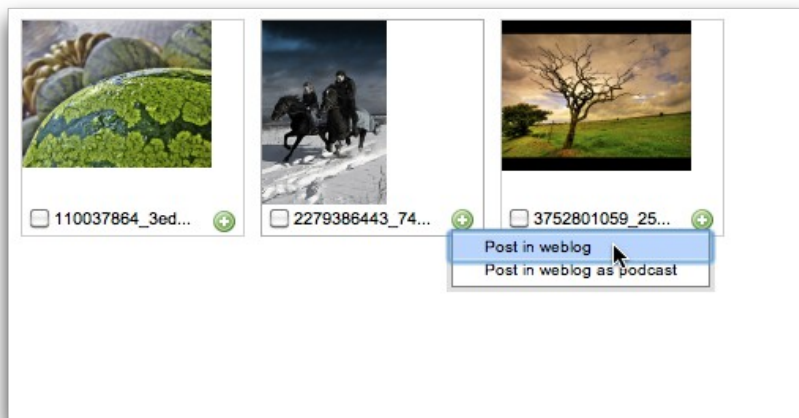 110037864_3ed...
2279386443_74...
3752801059_25...
Post in weblog
Post in weblog as podcast